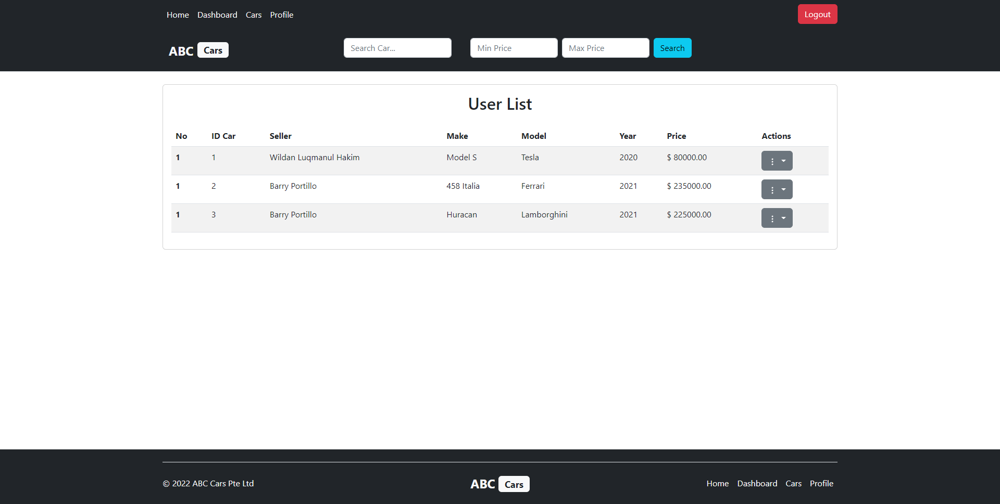 Home Dashboard Cars Profile Logout
ABC Cars Search Car... Min Price Max Price Search
User List
No ID Car Seller Make Model Year Price Actions
1 1 Wildan Luqmanul Hakim Model S Tesla 2020 $ 80000.00
1 2 Barry Portillo 458 Italia Ferrari 2021 $ 235000.00
1 3 Barry Portillo Huracan Lamborghini 2021 $ 225000.00
© 2022 ABC Cars Pte Ltd ABC Cars Home Dashboard Cars Profile